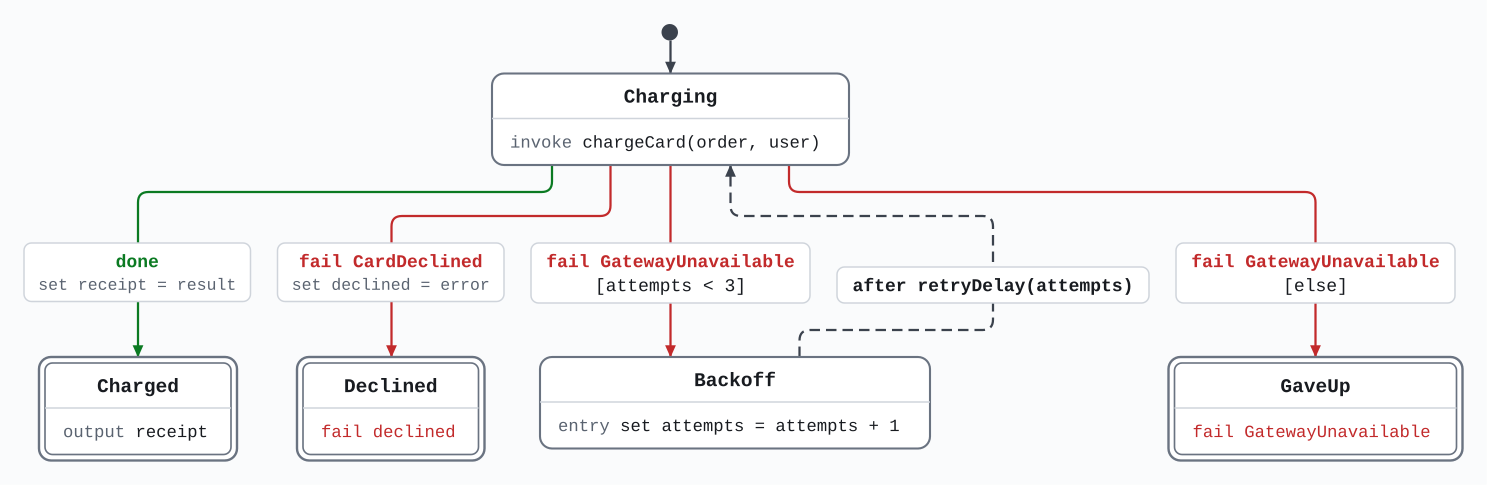 Charging
invoke chargeCard(order, user)
done
set receipt = result
fail CardDeclined
set declined = error
fail GatewayUnavailable
[attempts < 3]
after retryDelay(attempts)
fail GatewayUnavailable
[else]
Charged
output receipt
Declined
fail declined
Backoff
entry set attempts = attempts + 1
GaveUp
fail GatewayUnavailable